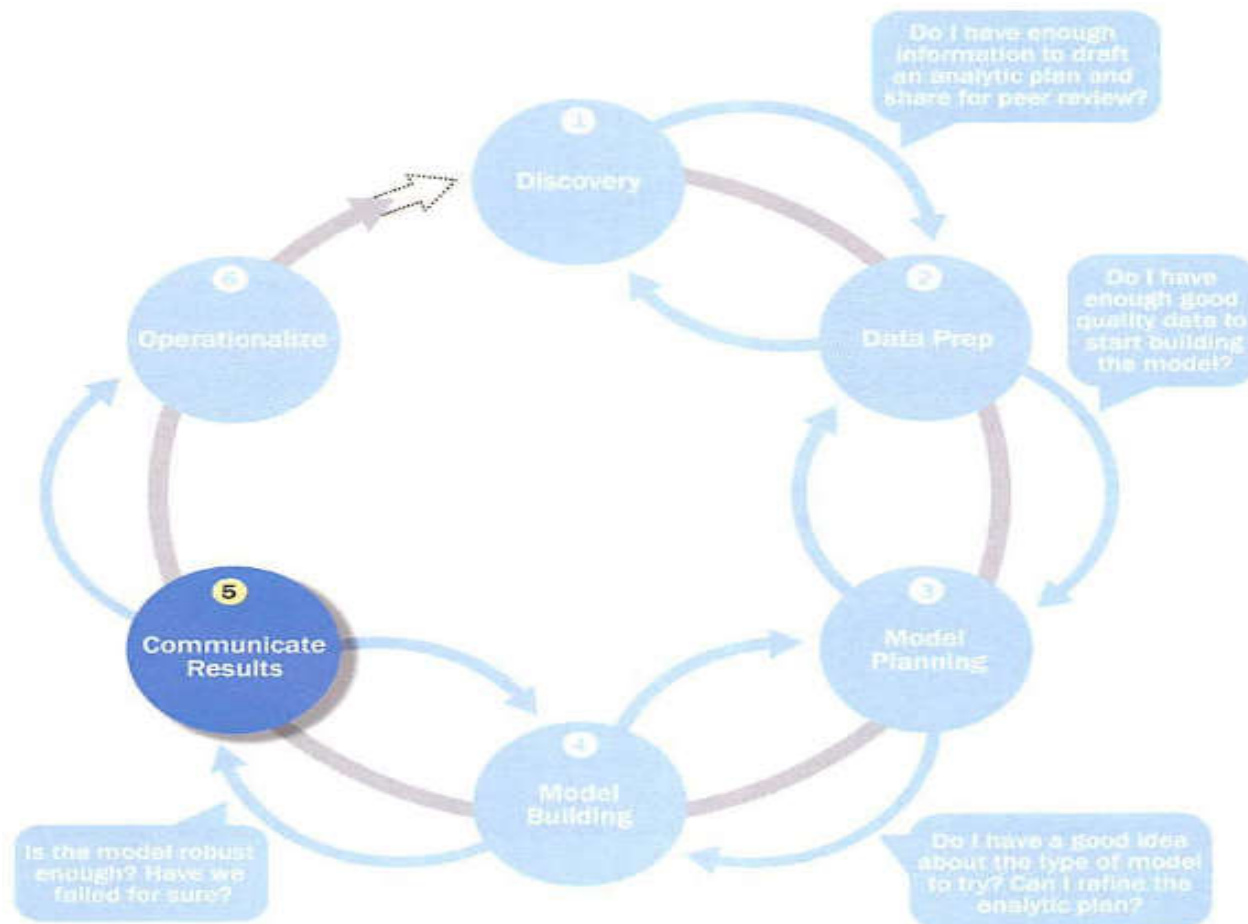 Do I have enough
information to draft
an analytic plan and
share for peer review?
1
Discovery
2
Data Prep
Do I have
enough good
quality data to
start building
the model?
3
Model
Planning
Do I have a good idea
about the type of model
to try? Can I refine the
analytic plan?
4
Model
Building
Is the model robust
enough? Have we
failed for sure?
5
Communicate
Results
6
Operationalize